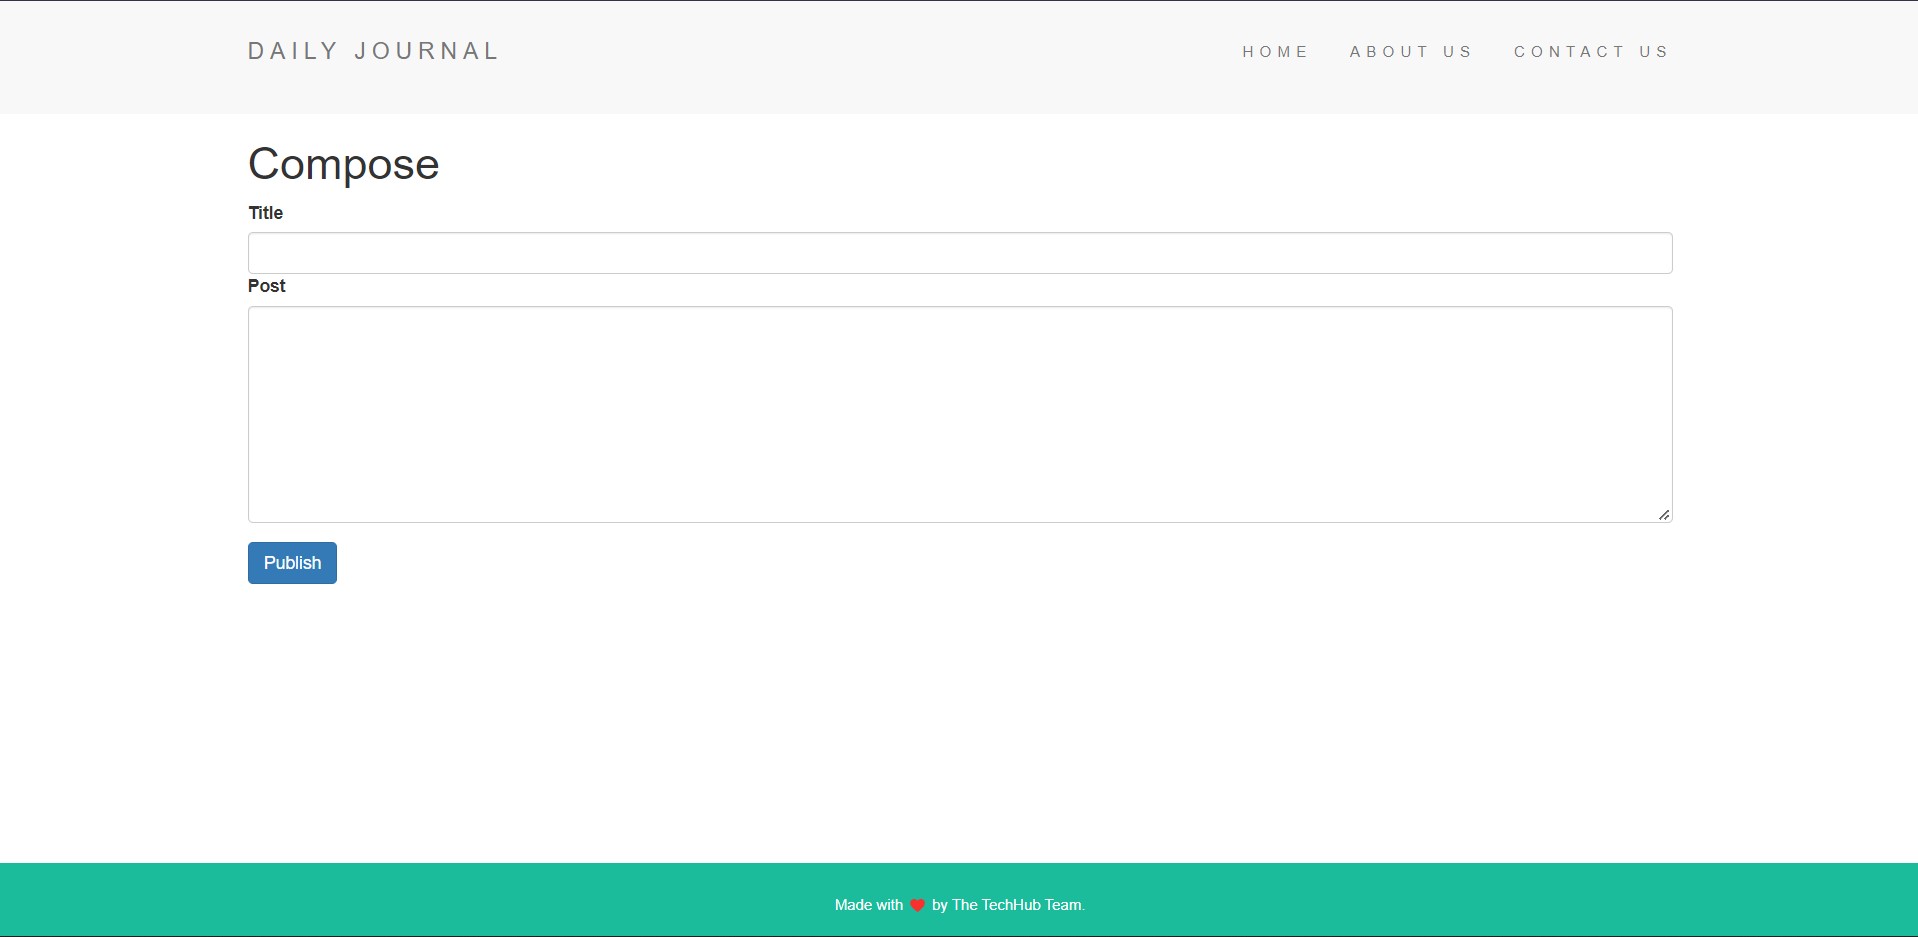 DAILY JOURNAL
HOME ABOUT US CONTACT US
Compose
Title
Post
Publish
Made with ❤ by The TechHub Team.